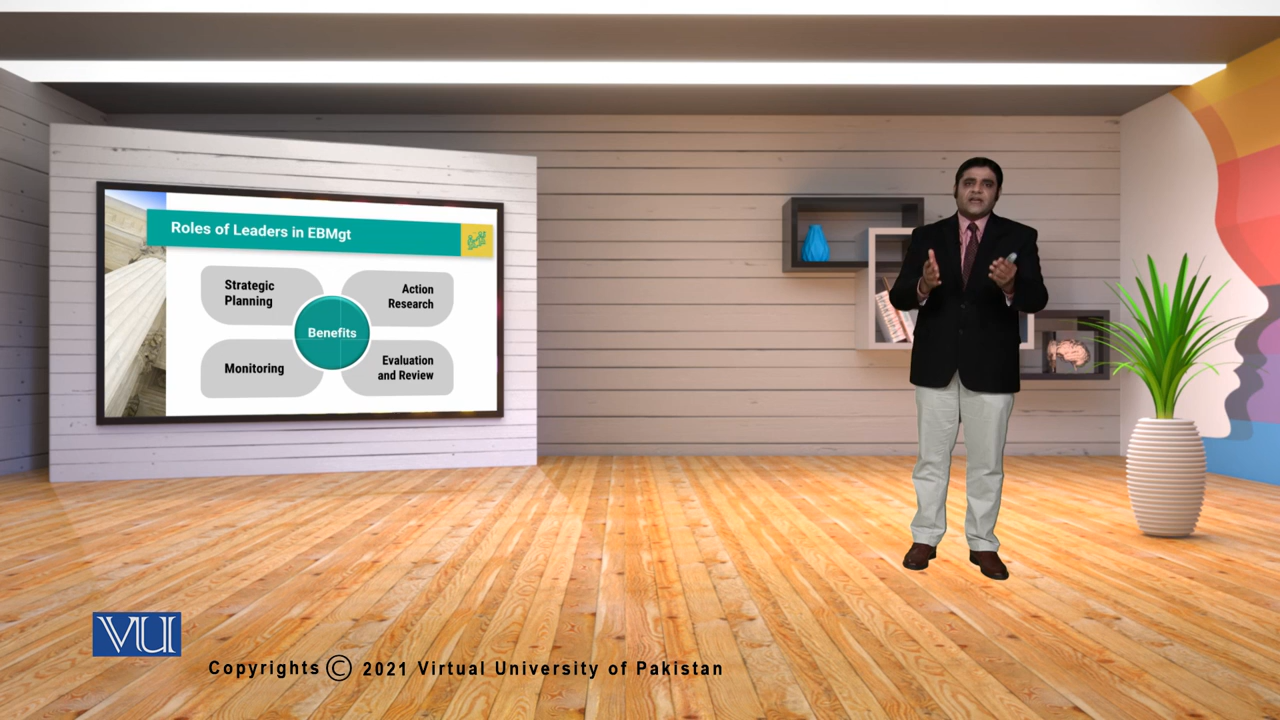 Roles of Leaders in EBMgt
Strategic
Planning
Action
Research
Benefits
Monitoring
Evaluation
and Review
VU
Copyrights © 2021 Virtual University of Pakistan